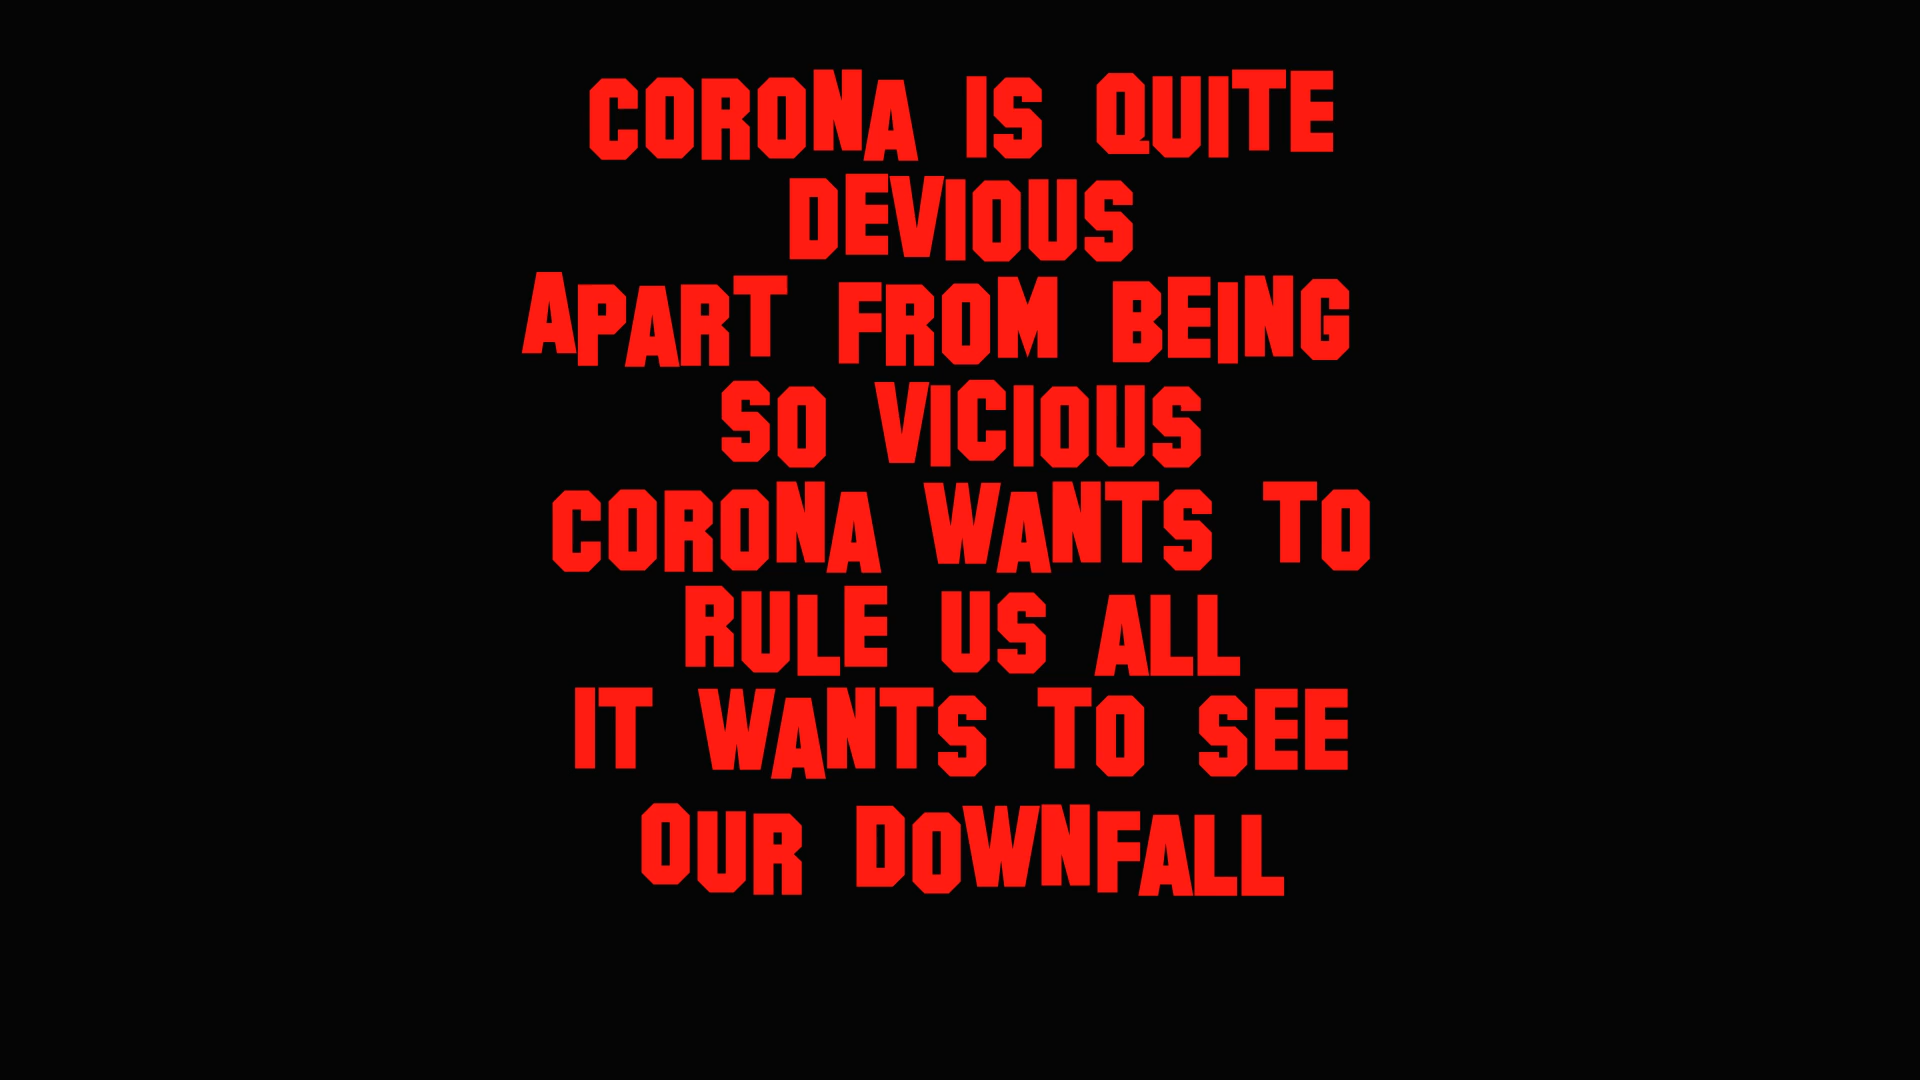 CORONA IS QUITE
DEVIOUS
APART FROM BEING
SO VICIOUS
CORONA WANTS TO
RULE US ALL
IT WANTS TO SEE
OUR DOWNFALL